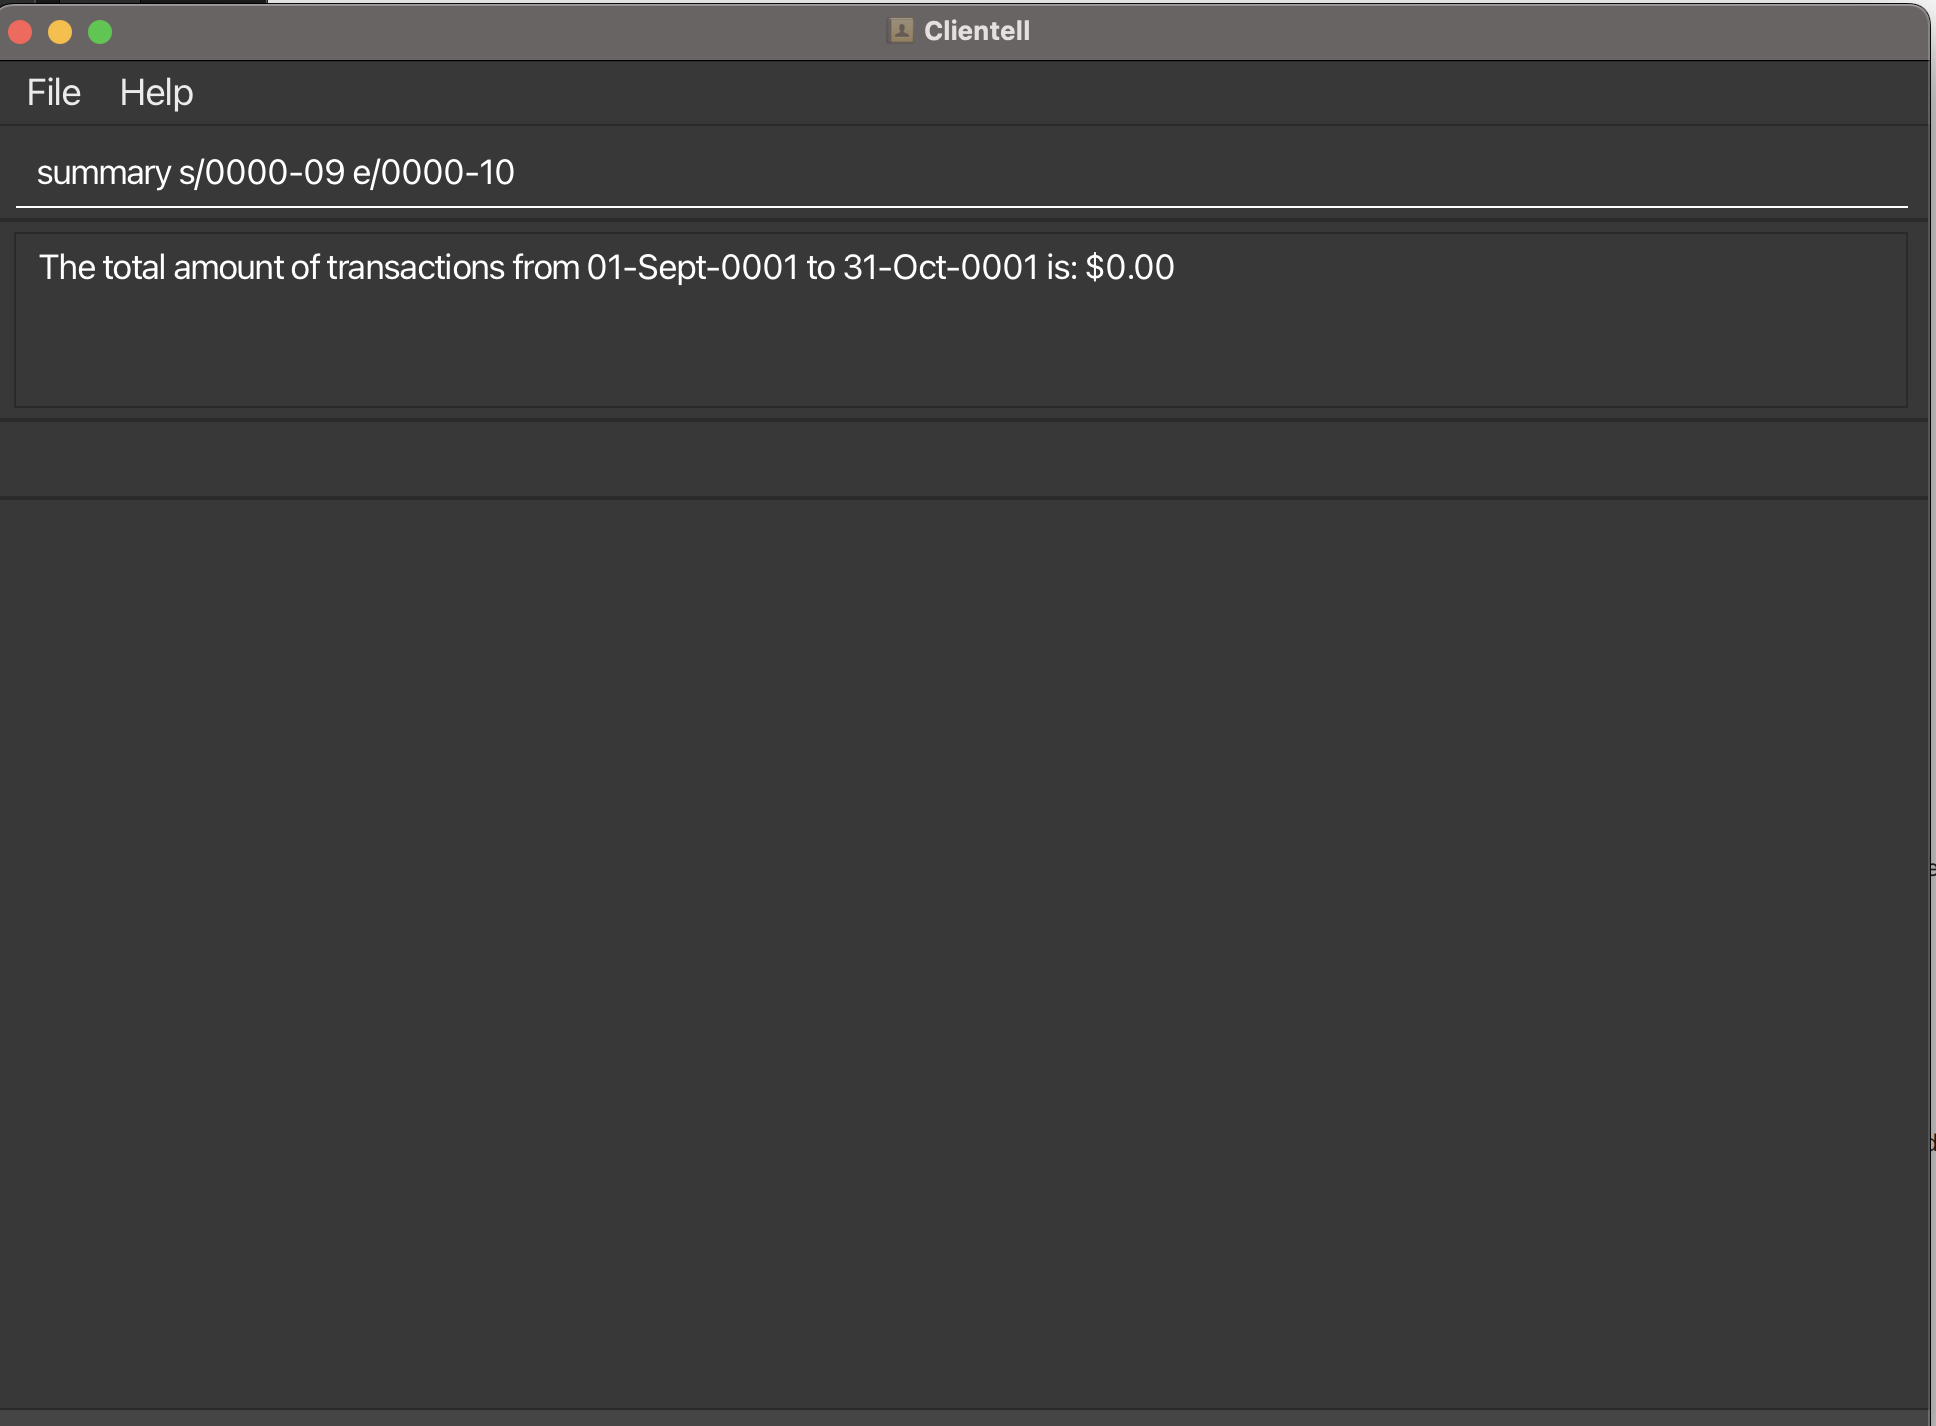 Clientell
File Help
summary s/0000-09 e/0000-10
The total amount of transactions from 01-Sept-0001 to 31-Oct-0001 is: $0.00